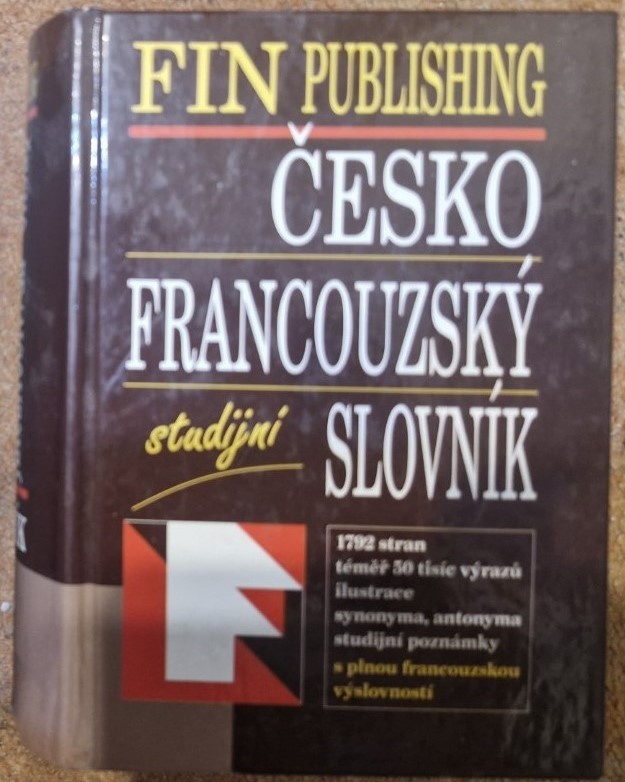 FIN PUBLISHING
ČESKO
FRANCOUZSKÝ
studijní SLOVNÍK
1792 stran
téměř 50 tisíc výrazů
ilustrace
synonyma, antonyma
studijní poznámky
s plnou francouzskou
výslovností